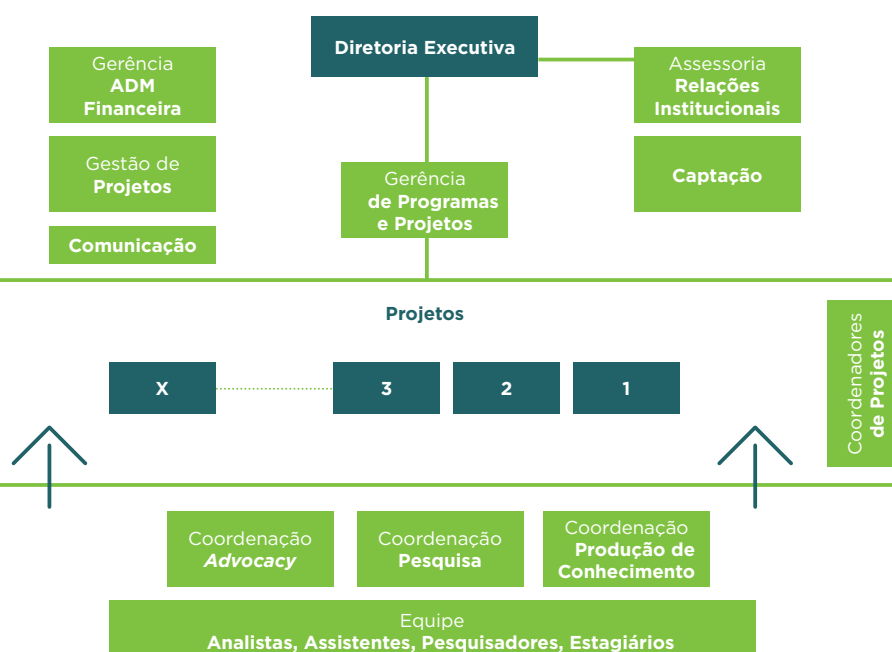 Diretoria Executiva
Gerência
ADM
Financeira
Assessoria
Relações
Institucionais
Gestão de
Projetos
Gerência
de Programas
e Projetos
Captação
Comunicação
Projetos
Coordenadores
de Projetos
X
3
2
1
Coordenação
Advocacy
Coordenação
Pesquisa
Coordenação
Produção de
Conhecimento
Equipe
Analistas, Assistentes, Pesquisadores, Estagiários